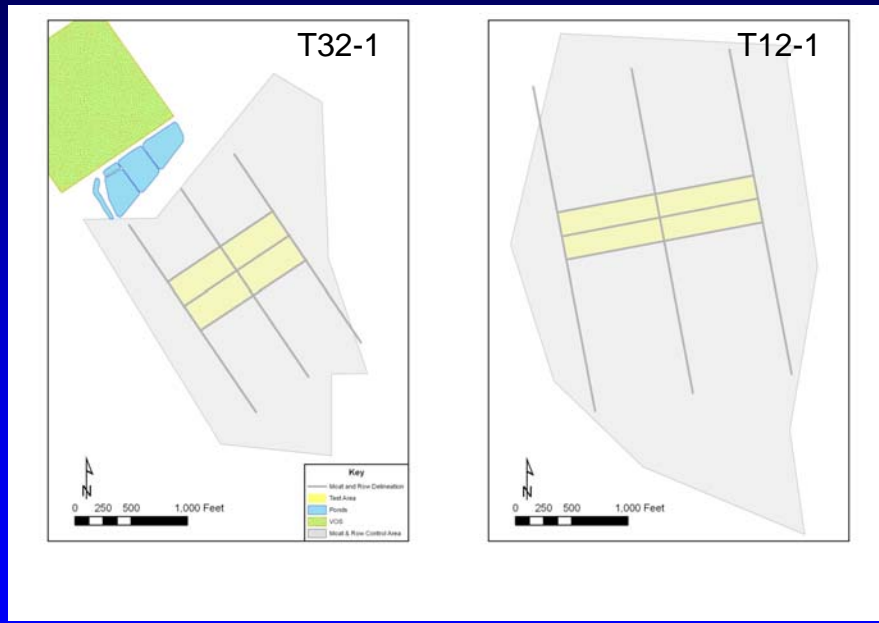 T32-1
N
0 250 500 1,000 Feet
Key
Moat and Row Delineation
Test Area
Ponds
VOS
Moat & Row Control Area
T12-1
N
0 250 500 1,000 Feet